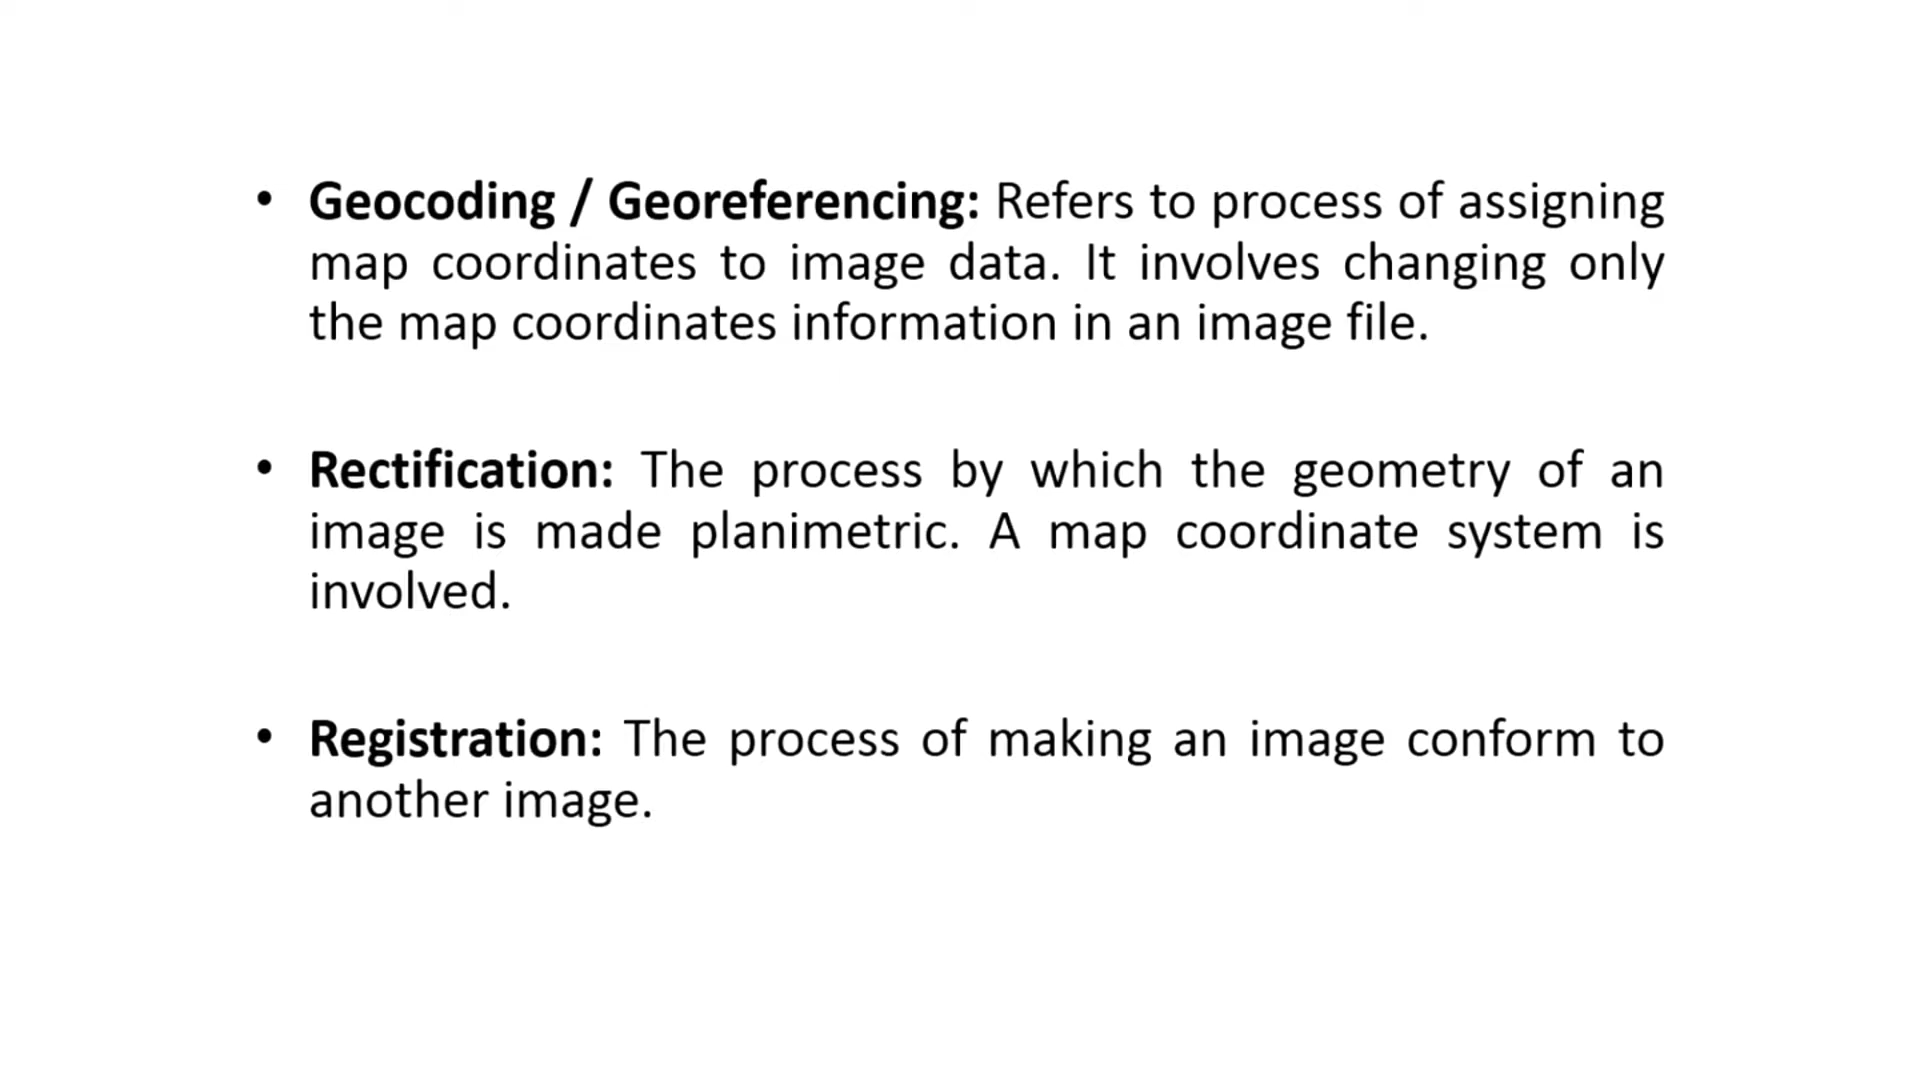 • Geocoding / Georeferencing: Refers to process of assigning
map coordinates to image data. It involves changing only
the map coordinates information in an image file.
• Rectification: The process by which the geometry of an
image is made planimetric. A map coordinate system is
involved.
• Registration: The process of making an image conform to
another image.